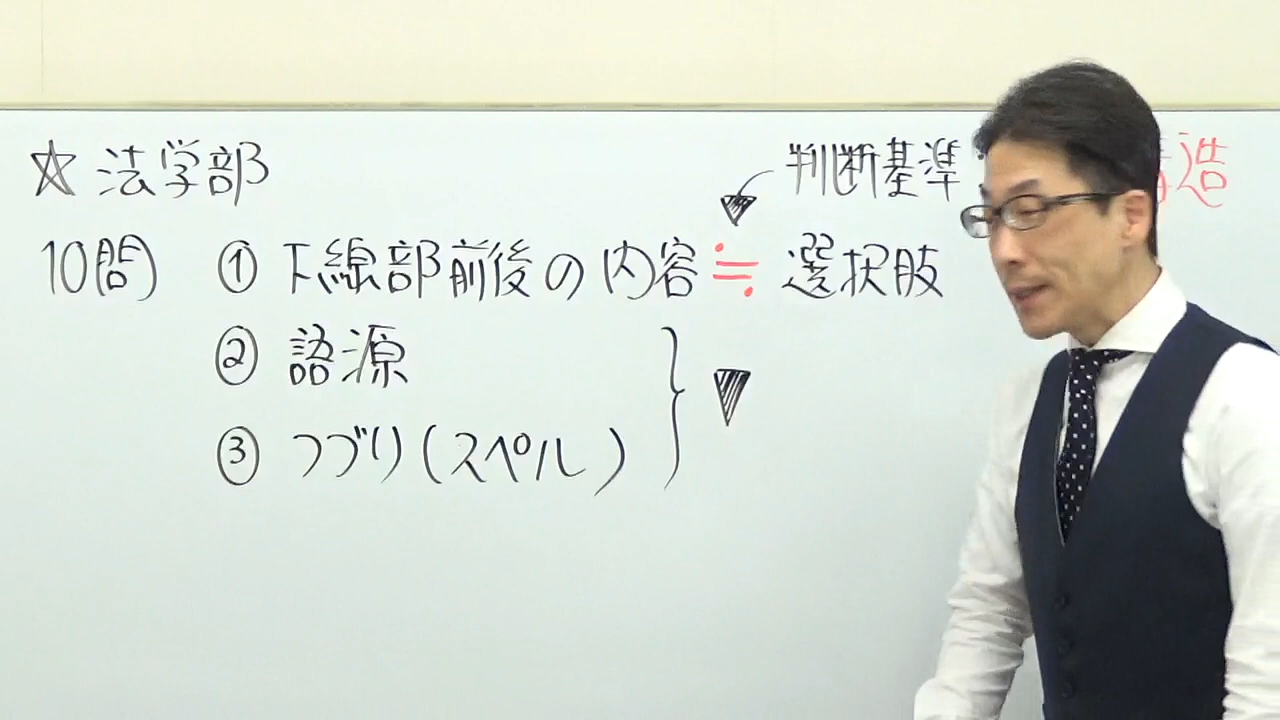 ☆ 法学部
判断基準 造
10問 ① 下線部前後の内容 ≒ 選択肢
② 語源
③ つづり(スペル)